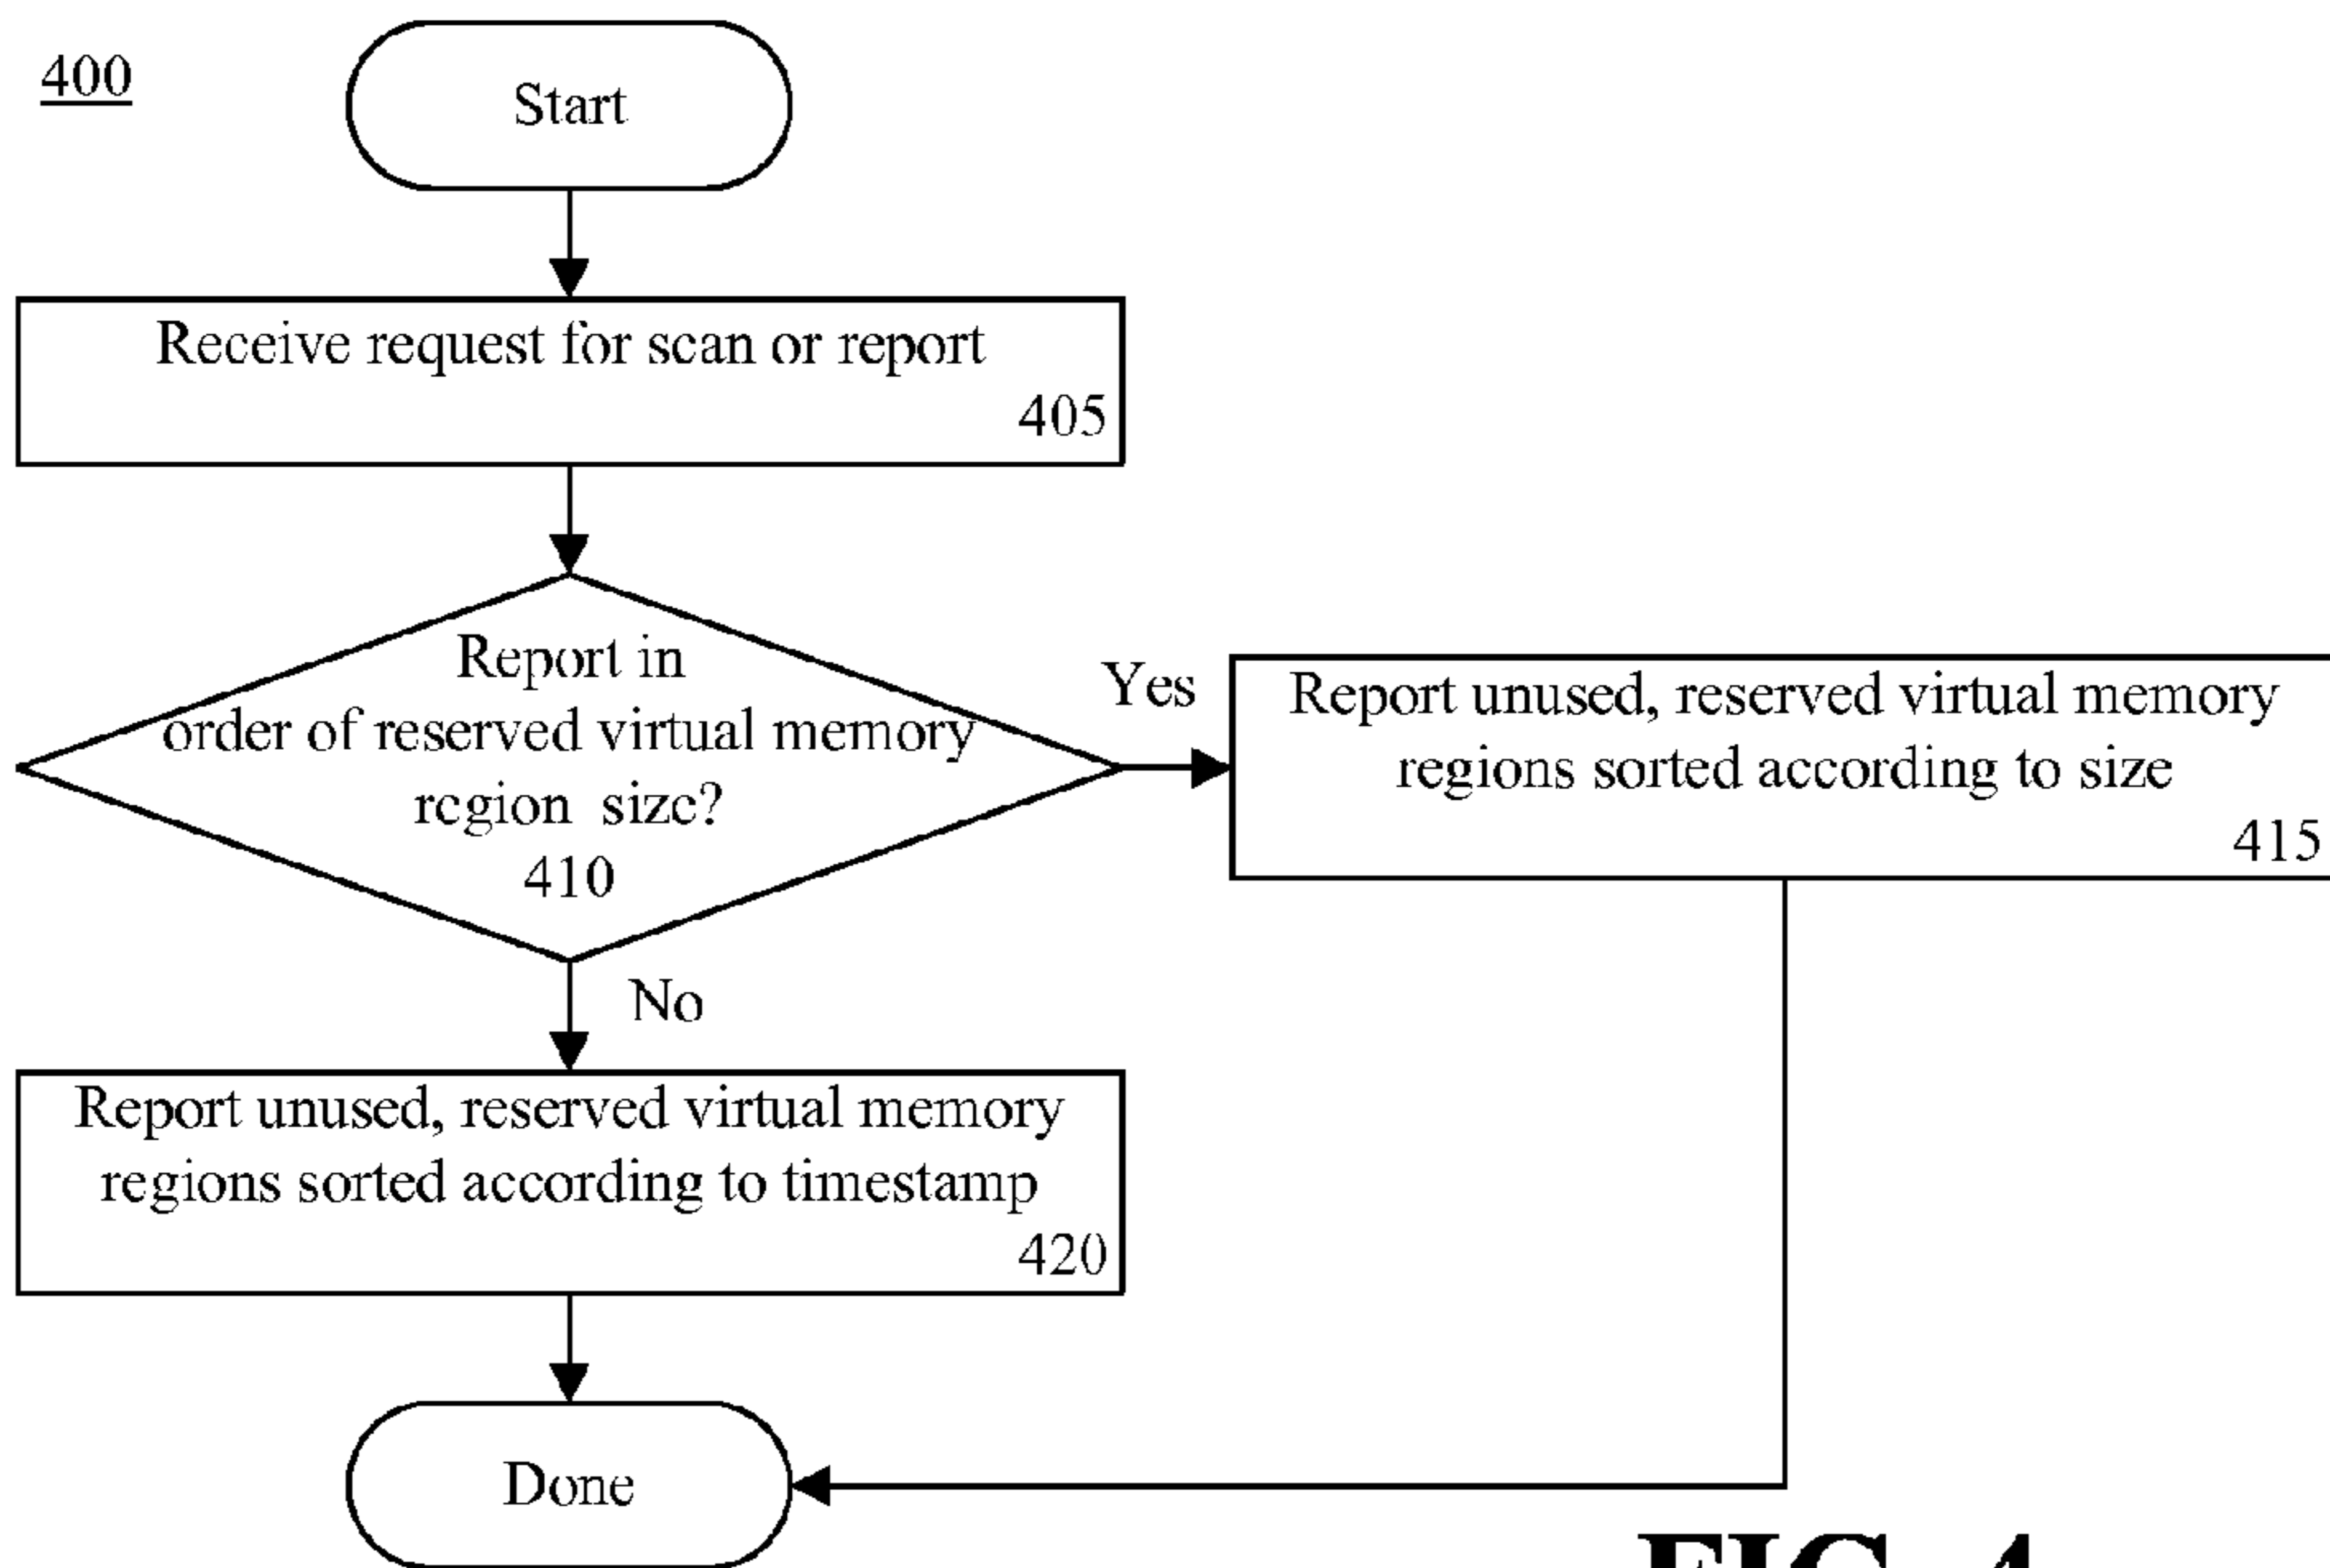 400
Start
Receive request for scan or report
405
Report in
order of reserved virtual memory
region size?
410
Yes
Report unused, reserved virtual memory
regions sorted according to size
415
No
Report unused, reserved virtual memory
regions sorted according to timestamp
420
Done
FIG. 4